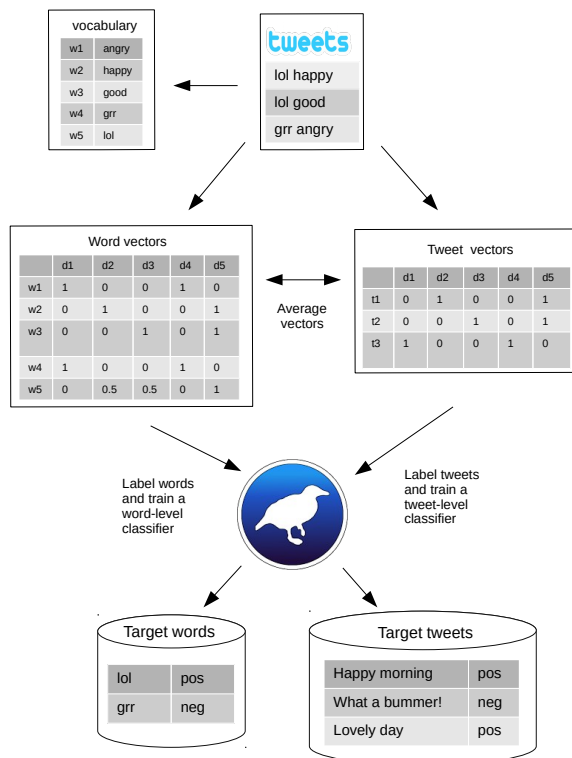 vocabulary
w1 angry
w2 happy
w3 good
w4 grr
w5 lol
tweets
lol happy
lol good
grr angry
Word vectors
d1 d2 d3 d4 d5
w1 1 0 0 1 0
w2 0 1 0 0 1
w3 0 0 1 0 1
w4 1 0 0 1 0
w5 0 0.5 0.5 0 1
Average
vectors
Tweet vectors
d1 d2 d3 d4 d5
t1 0 1 0 0 1
t2 0 0 1 0 1
t3 1 0 0 1 0
Label words
and train a
word-level
classifier
Label tweets
and train a
tweet-level
classifier
Target words
lol pos
grr neg
Target tweets
Happy morning pos
What a bummer! neg
Lovely day pos